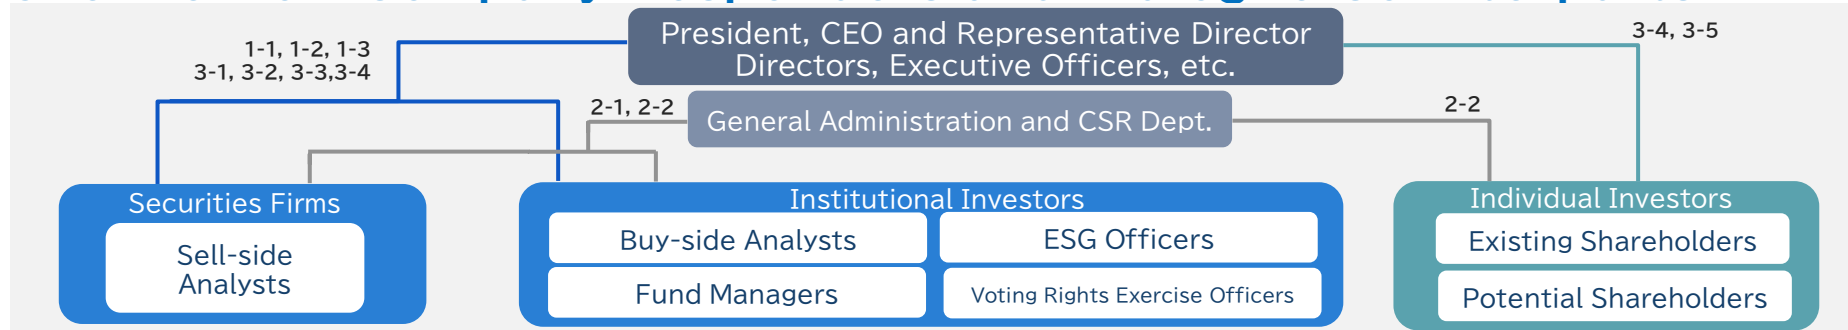 President, CEO and Representative Director
Directors, Executive Officers, etc.
1-1, 1-2, 1-3
3-1, 3-2, 3-3,3-4
3-4, 3-5
2-1, 2-2
General Administration and CSR Dept.
2-2
Securities Firms
Sell-side
Analysts
Institutional Investors
Buy-side Analysts
ESG Officers
Fund Managers
Voting Rights Exercise Officers
Individual Investors
Existing Shareholders
Potential Shareholders